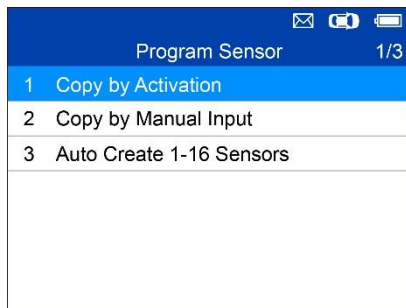 Program Sensor 1/3
1 Copy by Activation
2 Copy by Manual Input
3 Auto Create 1-16 Sensors